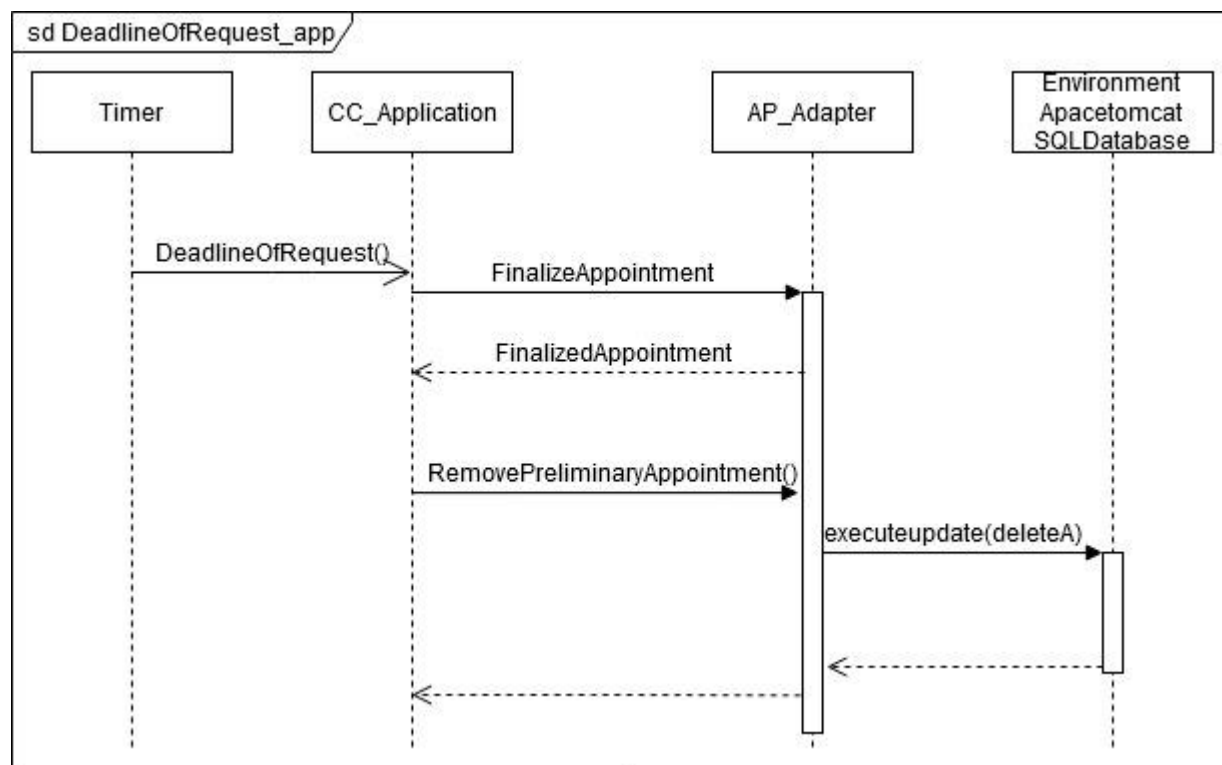 sd DeadlineOfRequest_app
Timer
CC_Application
AP_Adapter
Environment
Apacetomcat
SQLDatabase
DeadlineOfRequest()
FinalizeAppointment
FinalizedAppointment
RemovePreliminaryAppointment()
executeupdate(deleteA)